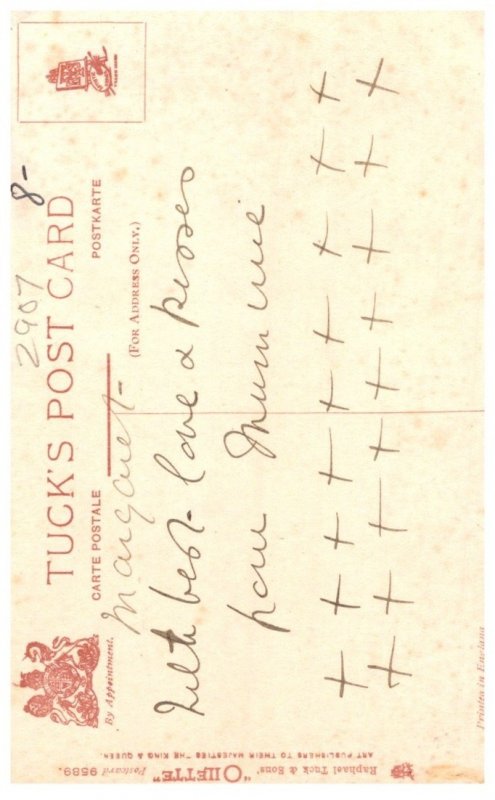 2907
8-
TUCK'S POST CARD
CARTE POSTALE
POSTKARTE
By Appointment.
(FOR ADDRESS ONLY.)
Margaret-
With best- love & kisses
from Mummie
+ + + + + + + + +
+ + + + + + + +
Raphael Tuck & Sons' "OILETTE" Postcard 9589.
ART PUBLISHERS TO THEIR MAJESTIES THE KING & QUEEN.
Printed in England